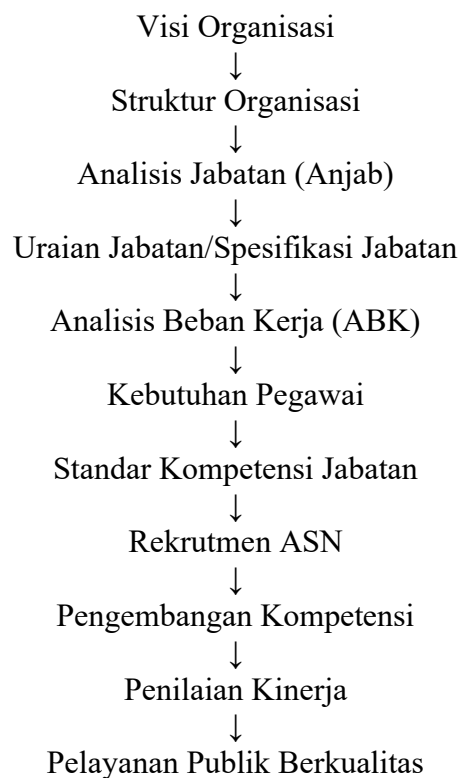 Visi Organisasi
↓
Struktur Organisasi
↓
Analisis Jabatan (Anjab)
↓
Uraian Jabatan/Spesifikasi Jabatan
↓
Analisis Beban Kerja (ABK)
↓
Kebutuhan Pegawai
↓
Standar Kompetensi Jabatan
↓
Rekrutmen ASN
↓
Pengembangan Kompetensi
↓
Penilaian Kinerja
↓
Pelayanan Publik Berkualitas